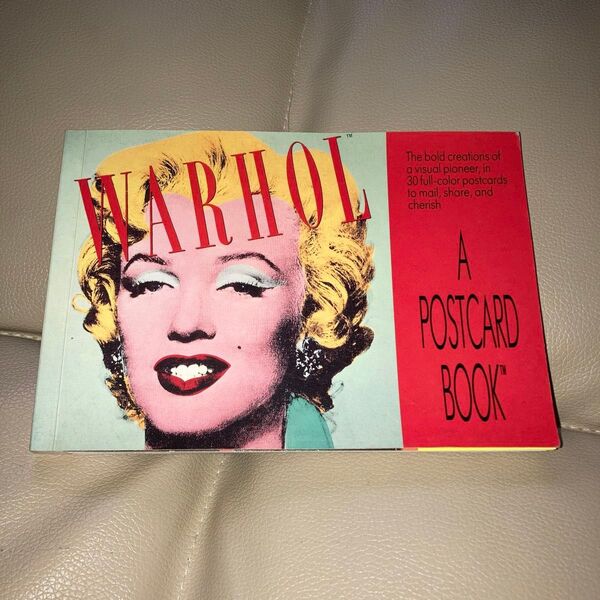 WARHOL™
The bold creations of
a visual pioneer, in
30 full-color postcards
to mail, share, and
cherish
A
POSTCARD
BOOK™